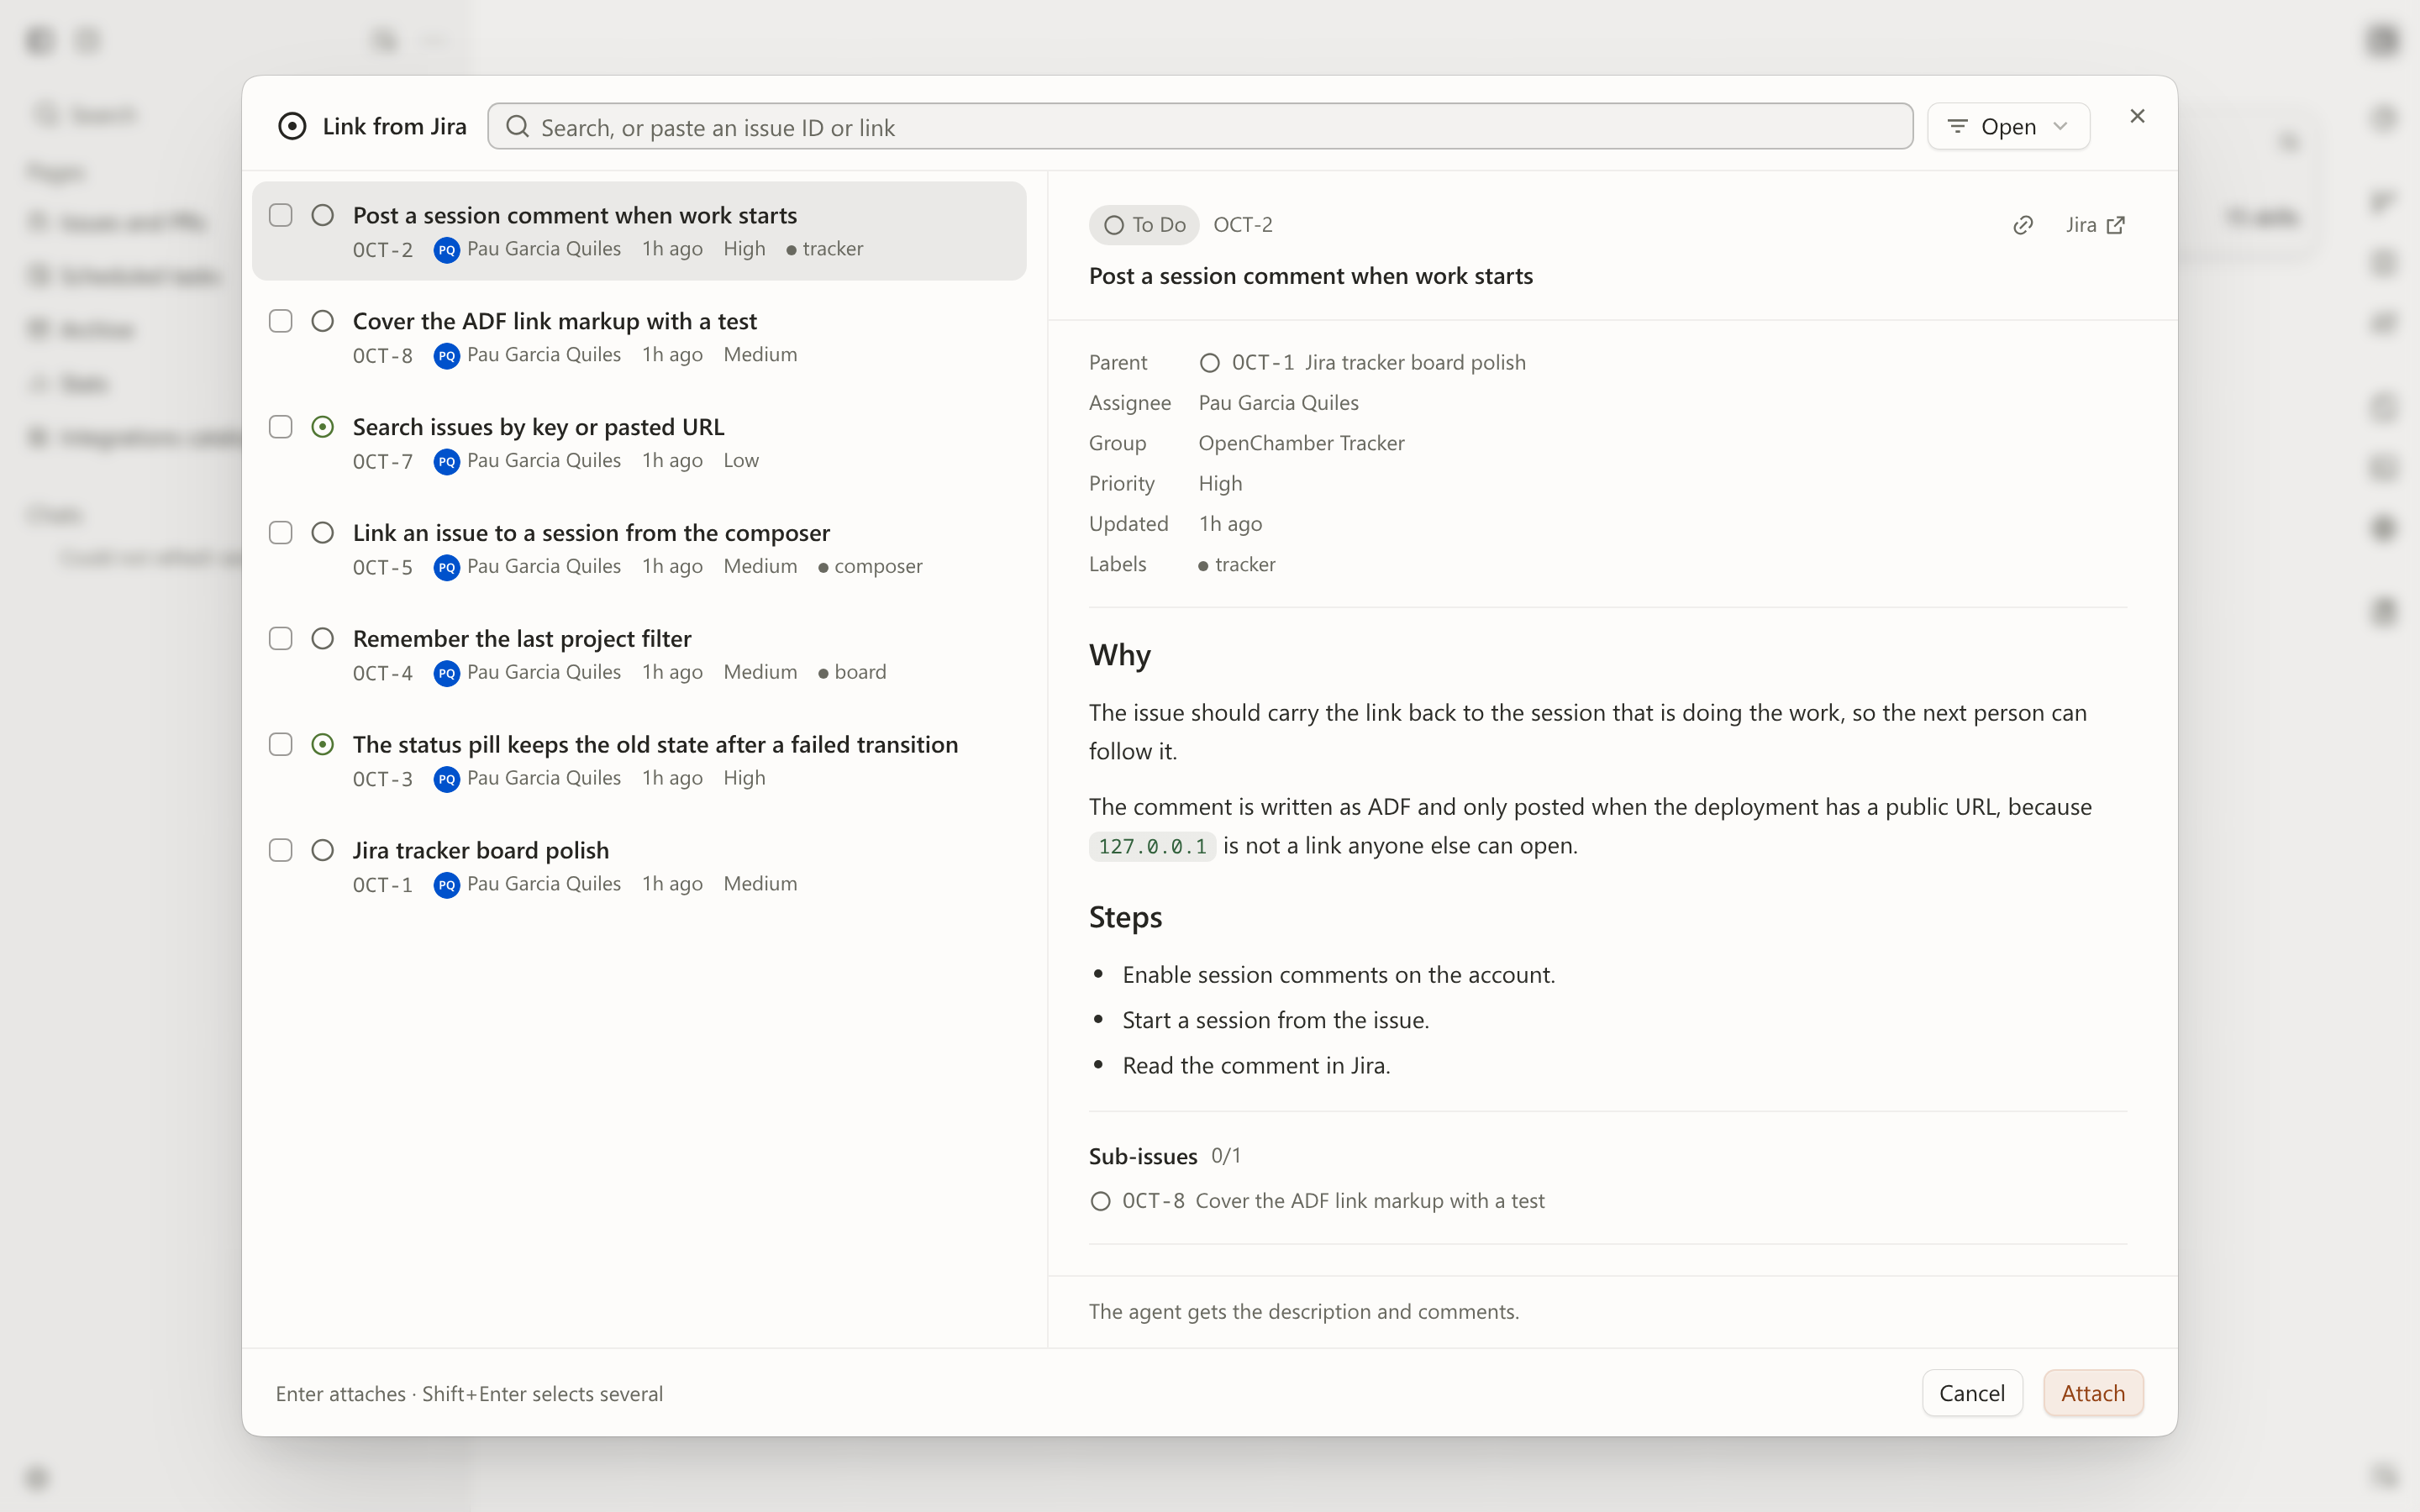 Link from Jira
Search, or paste an issue ID or link
Open
Post a session comment when work starts
OCT-2 PQ Pau Garcia Quiles 1h ago High tracker
Cover the ADF link markup with a test
OCT-8 PQ Pau Garcia Quiles 1h ago Medium
Search issues by key or pasted URL
OCT-7 PQ Pau Garcia Quiles 1h ago Low
Link an issue to a session from the composer
OCT-5 PQ Pau Garcia Quiles 1h ago Medium composer
Remember the last project filter
OCT-4 PQ Pau Garcia Quiles 1h ago Medium board
The status pill keeps the old state after a failed transition
OCT-3 PQ Pau Garcia Quiles 1h ago High
Jira tracker board polish
OCT-1 PQ Pau Garcia Quiles 1h ago Medium
To Do OCT-2 Jira
Post a session comment when work starts
Parent OCT-1 Jira tracker board polish
Assignee Pau Garcia Quiles
Group OpenChamber Tracker
Priority High
Updated 1h ago
Labels tracker
Why
The issue should carry the link back to the session that is doing the work, so the next person can
follow it.
The comment is written as ADF and only posted when the deployment has a public URL, because
127.0.0.1 is not a link anyone else can open.
Steps
• Enable session comments on the account.
• Start a session from the issue.
• Read the comment in Jira.
Sub-issues 0/1
OCT-8 Cover the ADF link markup with a test
The agent gets the description and comments.
Enter attaches · Shift+Enter selects several
Cancel
Attach
Search
Pages
Issues and PRs
Scheduled tasks
Archive
Stats
Chats